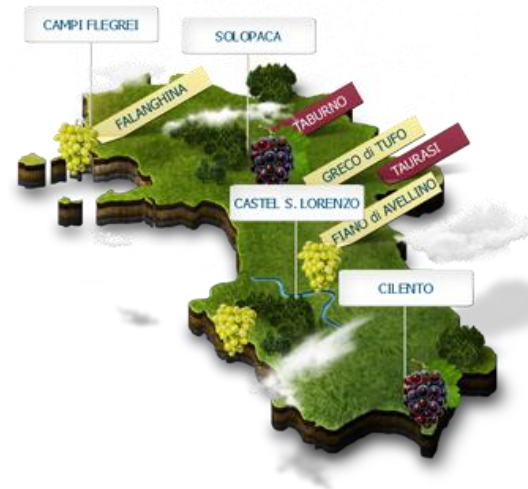 CAMPI FLEGREI
SOLOPACA
FALANGHINA
TABURNO
GRECO di TUFO
TAURASI
CASTEL S. LORENZO
FIANO di AVELLINO
CILENTO